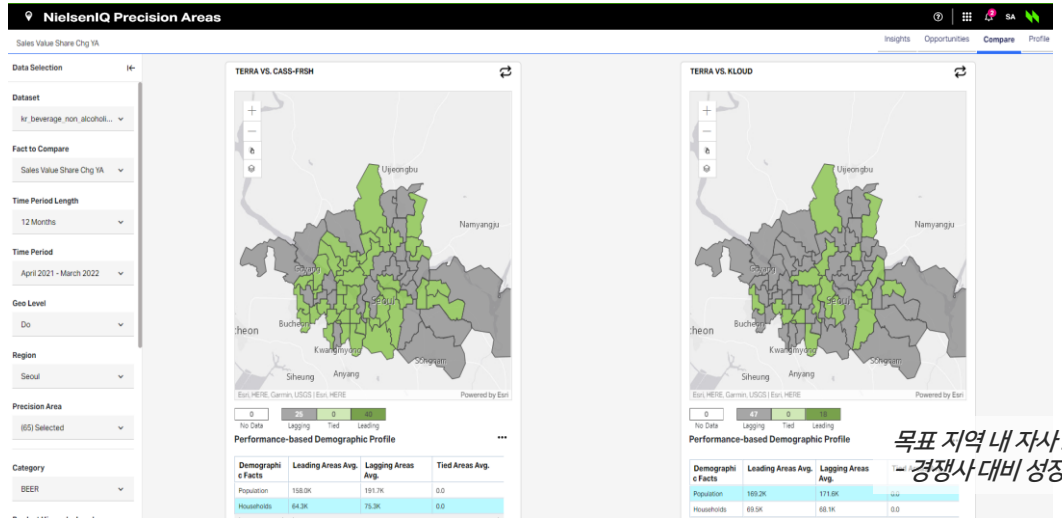 NielsenIQ Precision Areas
SA
Sales Value Share Chg YA
Insights Opportunities Compare Profile
Data Selection
Dataset
kr_beverage_non_alcoholi...
Fact to Compare
Sales Value Share Chg YA
Time Period Length
12 Months
Time Period
April 2021 - March 2022
Geo Level
Do
Region
Seoul
Precision Area
(65) Selected
Category
BEER
TERRA VS. CASS-FRSH
Uijeongbu
Namyangju
Goyang
Seoul
cheon
Bucheon
Kwangmyong
Songnam
Siheung Anyang
Esri, HERE, Garmin, USGS | Esri, HERE Powered by Esri
0 25 0 40
No Data Lagging Tied Leading
Performance-based Demographic Profile
Demographi c Facts Leading Areas Avg. Lagging Areas Avg. Tied Areas Avg.
Population 158.0K 191.7K 0.0
Households 64.3K 75.3K 0.0
TERRA VS. KLOUD
Uijeongbu
Namyangju
Goyang
Seoul
cheon
Bucheon
Kwangmyong
Songnam
Siheung Anyang
Esri, HERE, Garmin, USGS | Esri, HERE Powered by Esri
0 47 0 18
No Data Lagging Tied Leading
Performance-based Demographic Profile
Demographi c Facts Leading Areas Avg. Lagging Areas Avg.
Population 169.2K 171.6K 0.0
Households 69.5K 68.1K 0.0
목표 지역 내 자사
- 경쟁사 대비 성장